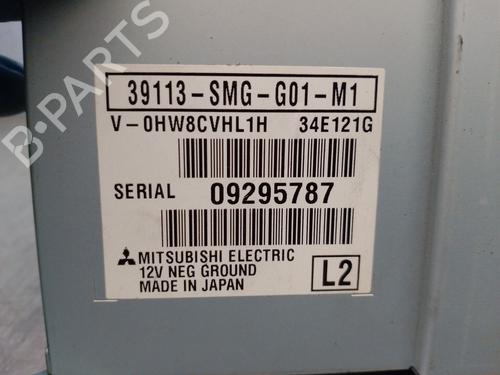 39113-SMG-G01-M1
V-0HW8CVHL1H 34E121G
SERIAL 09295787
MITSUBISHI ELECTRIC
12V NEG GROUND
MADE IN JAPAN
L2
B-PARTS